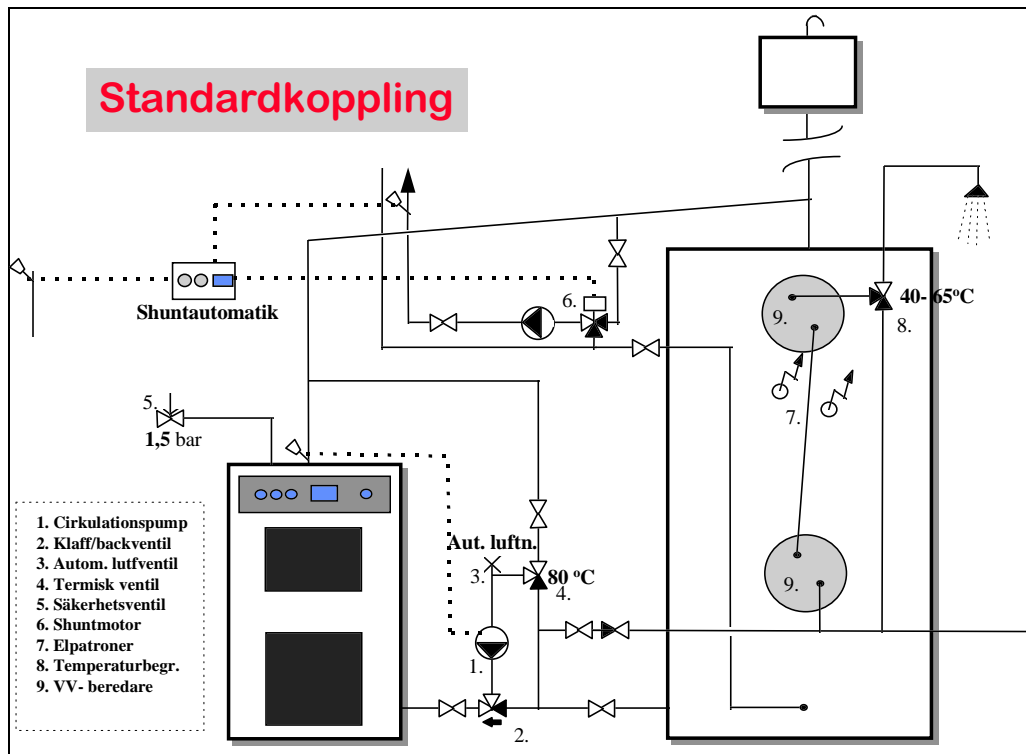 Standardkoppling
Shuntautomatik
6.
40-65ºC
9.
8.
7.
5.
1,5 bar
1. Cirkulationspump
2. Klaff/backventil
3. Autom. lutfventil
4. Termisk ventil
5. Säkerhetsventil
6. Shuntmotor
7. Elpatroner
8. Temperaturbegr.
9. VV- beredare
Aut. luftn.
3.
80 ºC
4.
9.
1.
2.